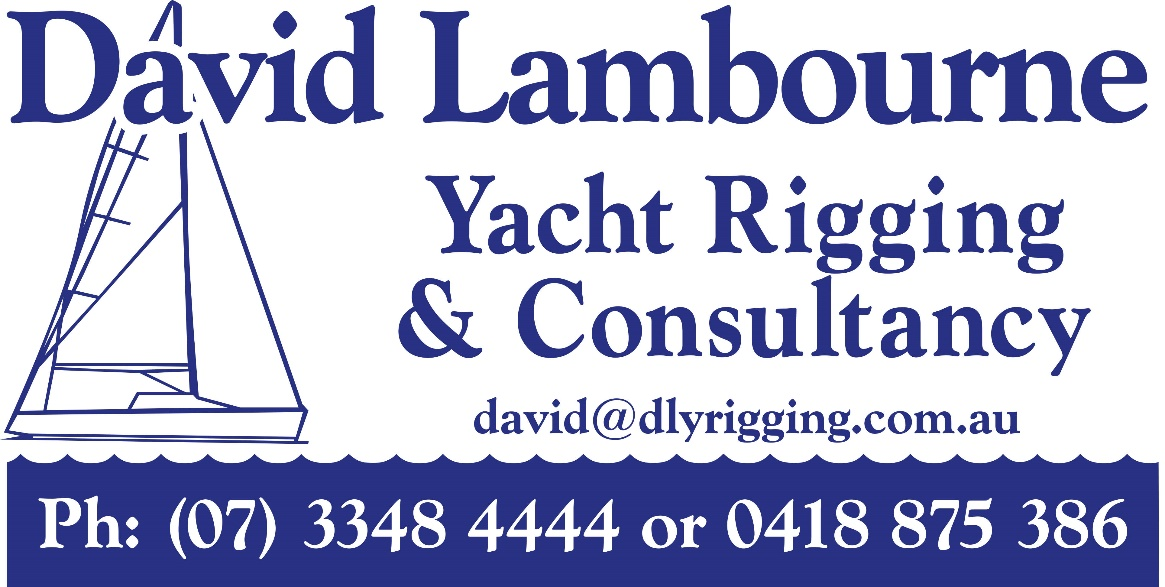 David Lambourne
Yacht Rigging
& Consultancy
david@dlyrigging.com.au
Ph: (07) 3348 4444 or 0418 875 386